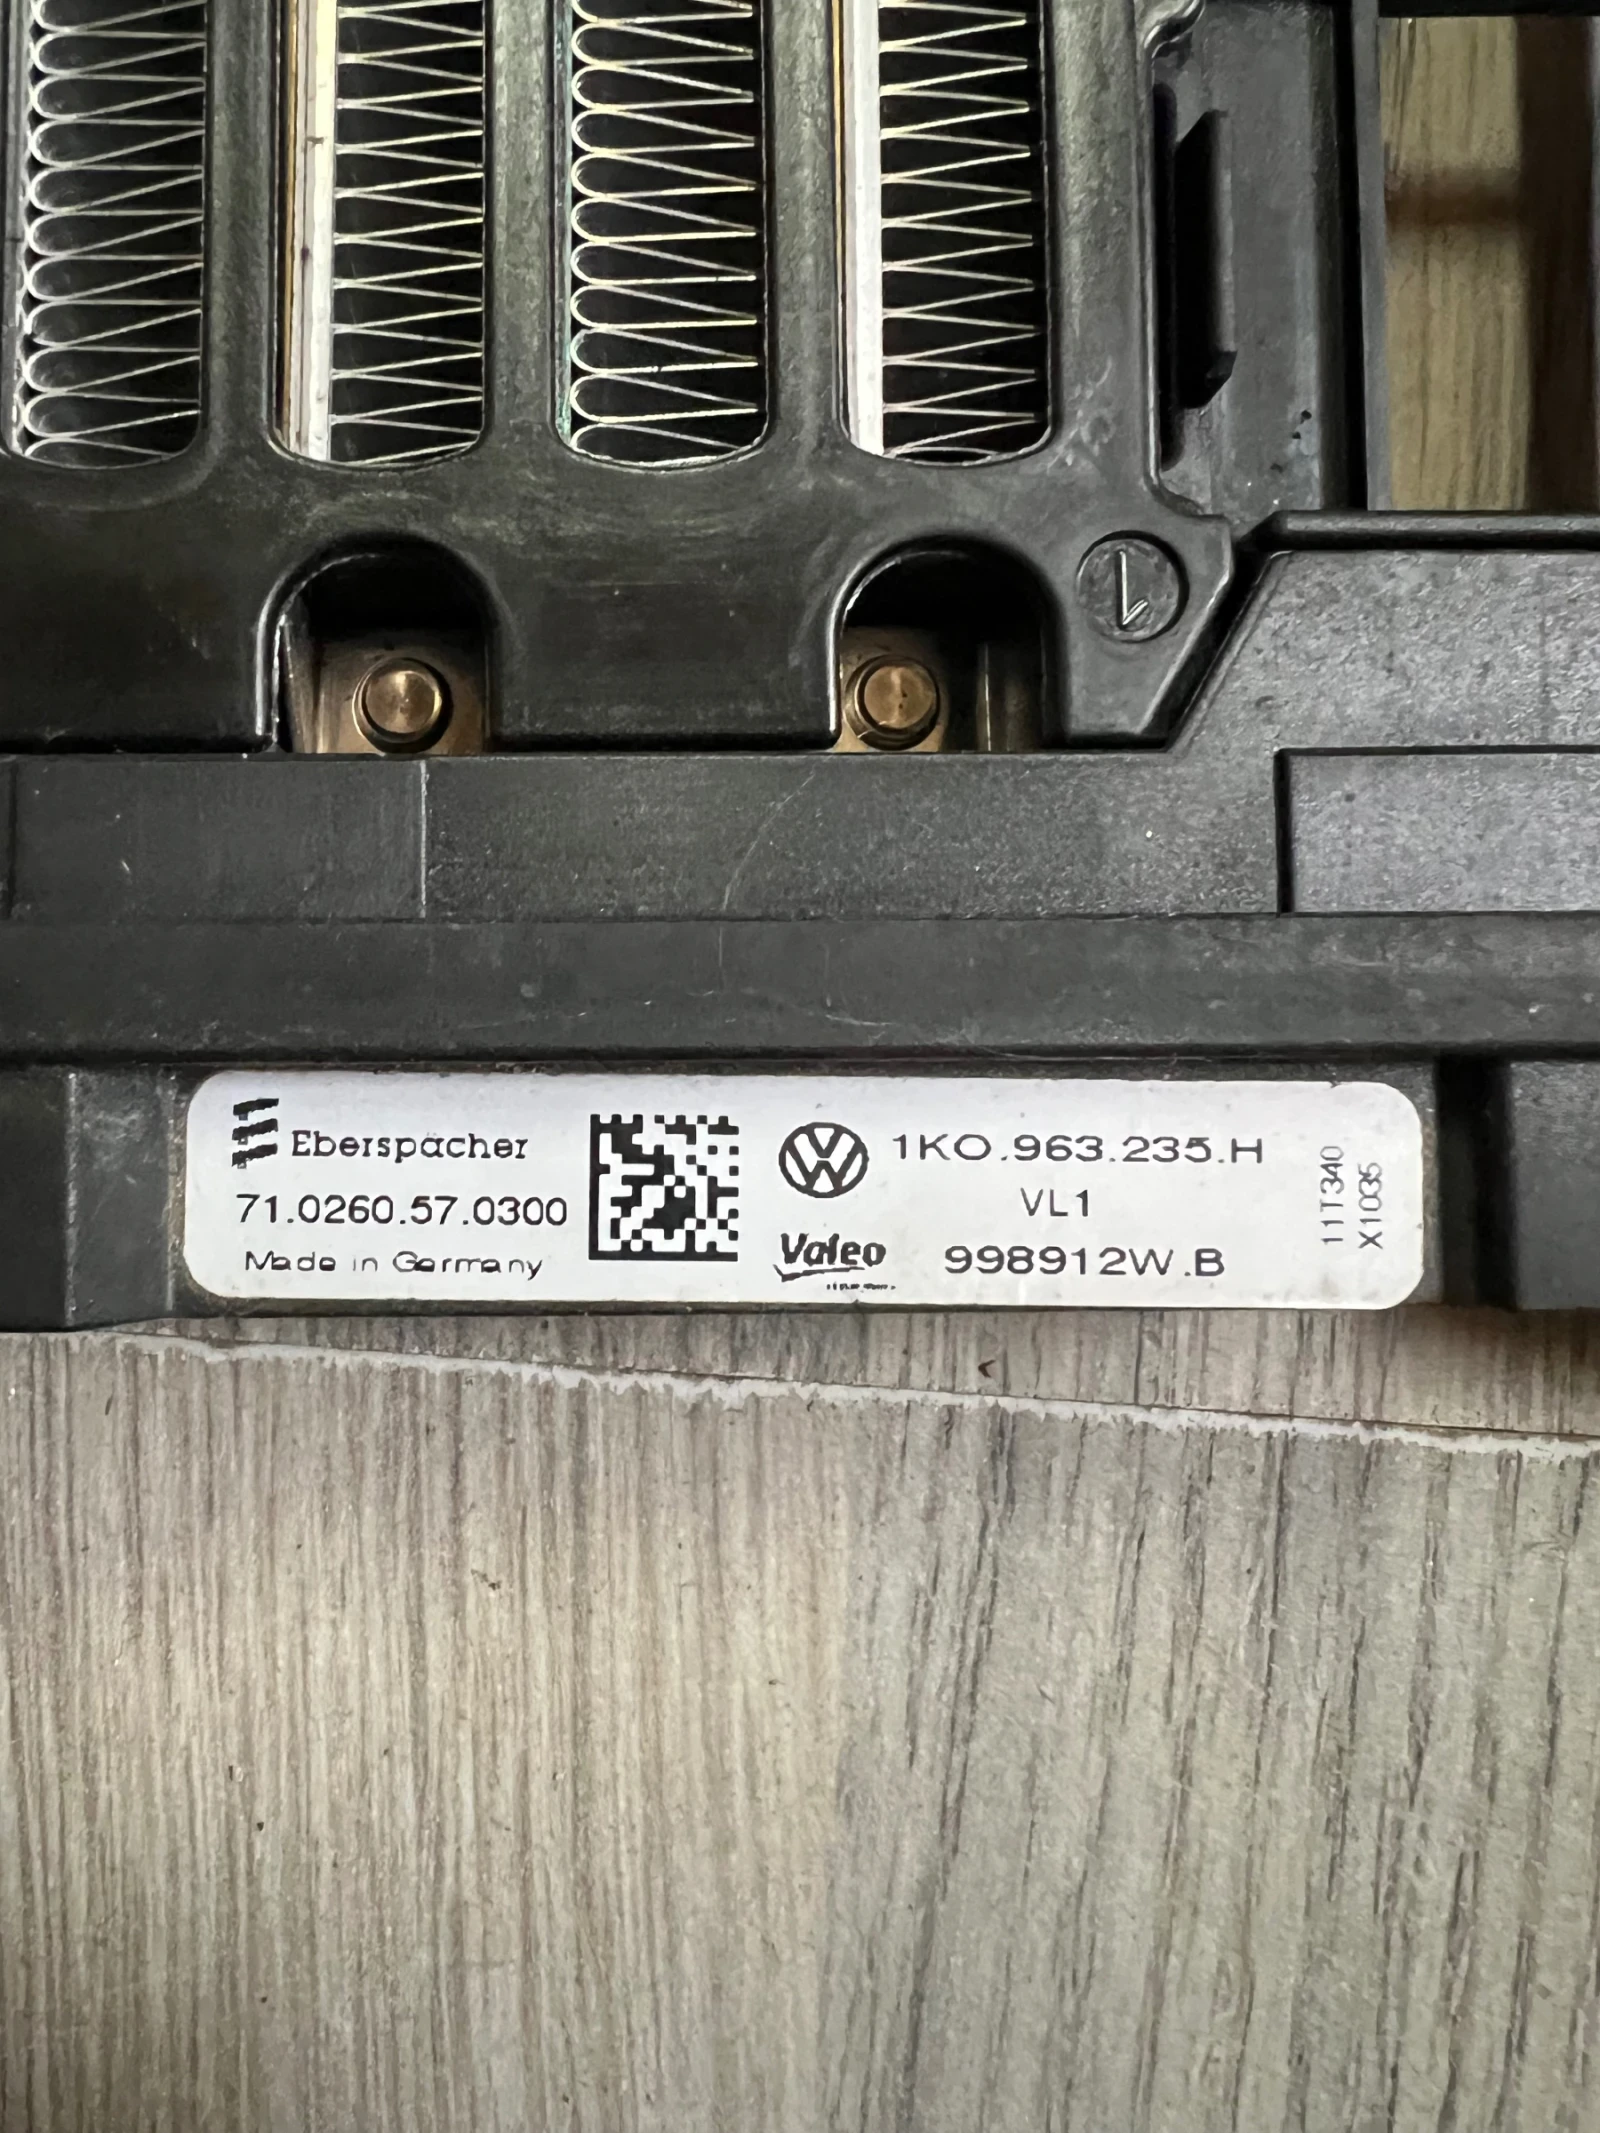 Eberspächer
71.0260.57.0300
Made in Germany
1K0.963.235.H
VL1
Valeo
998912W.B
11T340
X1035